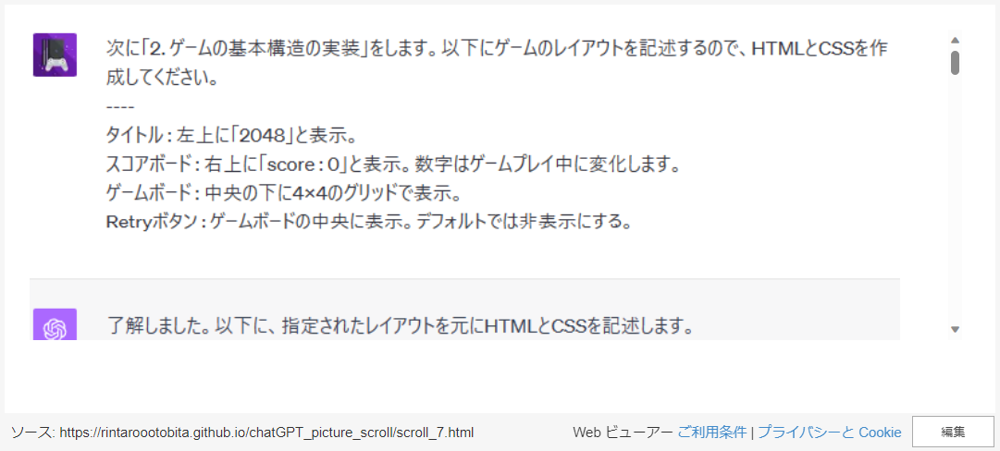 次に「2. ゲームの基本構造の実装」をします。以下にゲームのレイアウトを記述するので、HTMLとCSSを作
成してください。
----
タイトル：左上に「2048」と表示。
スコアボード：右上に「score：0」と表示。数字はゲームプレイ中に変化します。
ゲームボード：中央の下に4×4のグリッドで表示。
Retryボタン：ゲームボードの中央に表示。デフォルトでは非表示にする。
了解しました。以下に、指定されたレイアウトを元にHTMLとCSSを記述します。
ソース: https://rintaroootobita.github.io/chatGPT_picture_scroll/scroll_7.html Web ビューアー ご利用条件 | プライバシーと Cookie 編集